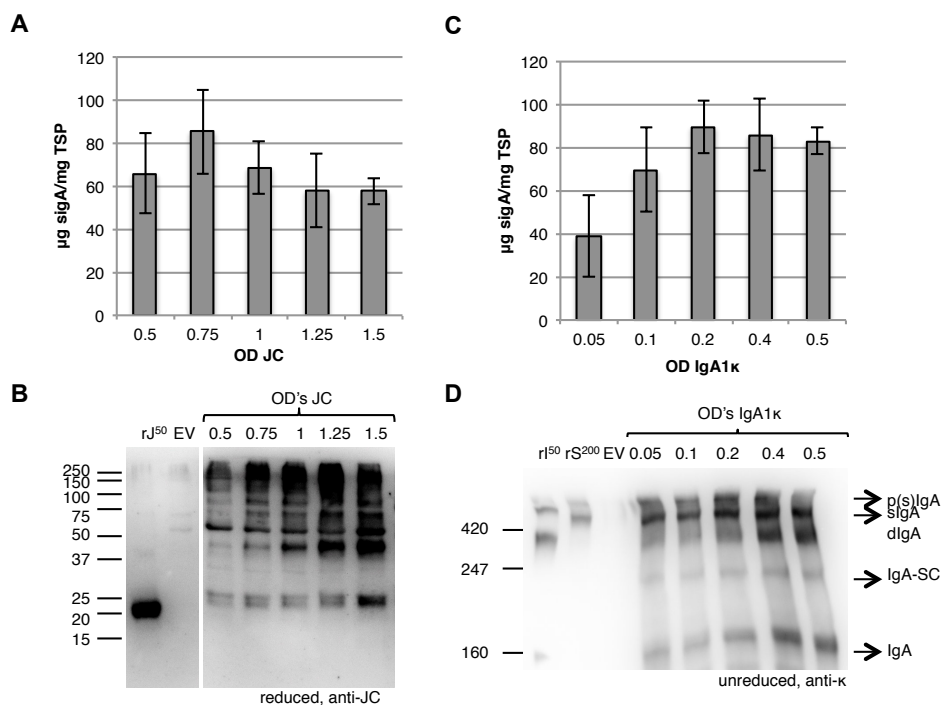 A
µg sigA/mg TSP
120
100
80
60
40
20
0
0.5 0.75 1 1.25 1.5
OD JC
B
OD's JC
rJ50 EV 0.5 0.75 1 1.25 1.5
250
150
100
75
50
37
25
20
15
reduced, anti-JC
C
µg sigA/mg TSP
120
100
80
60
40
20
0
0.05 0.1 0.2 0.4 0.5
OD IgA1κ
D
OD's IgA1κ
rI50 rS200 EV 0.05 0.1 0.2 0.4 0.5
420
247
160
p(s)IgA
sIgA
dIgA
IgA-SC
IgA
unreduced, anti-κ